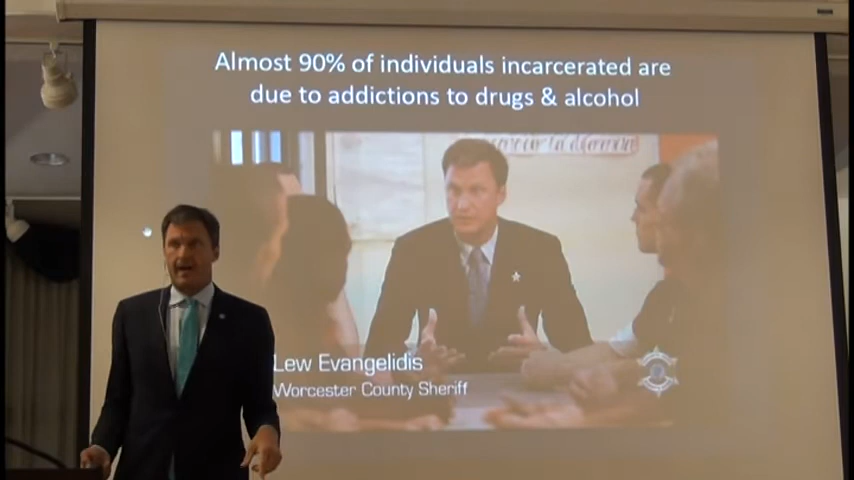 Almost 90% of individuals incarcerated are
due to addictions to drugs & alcohol
Lew Evangelidis
Worcester County Sheriff